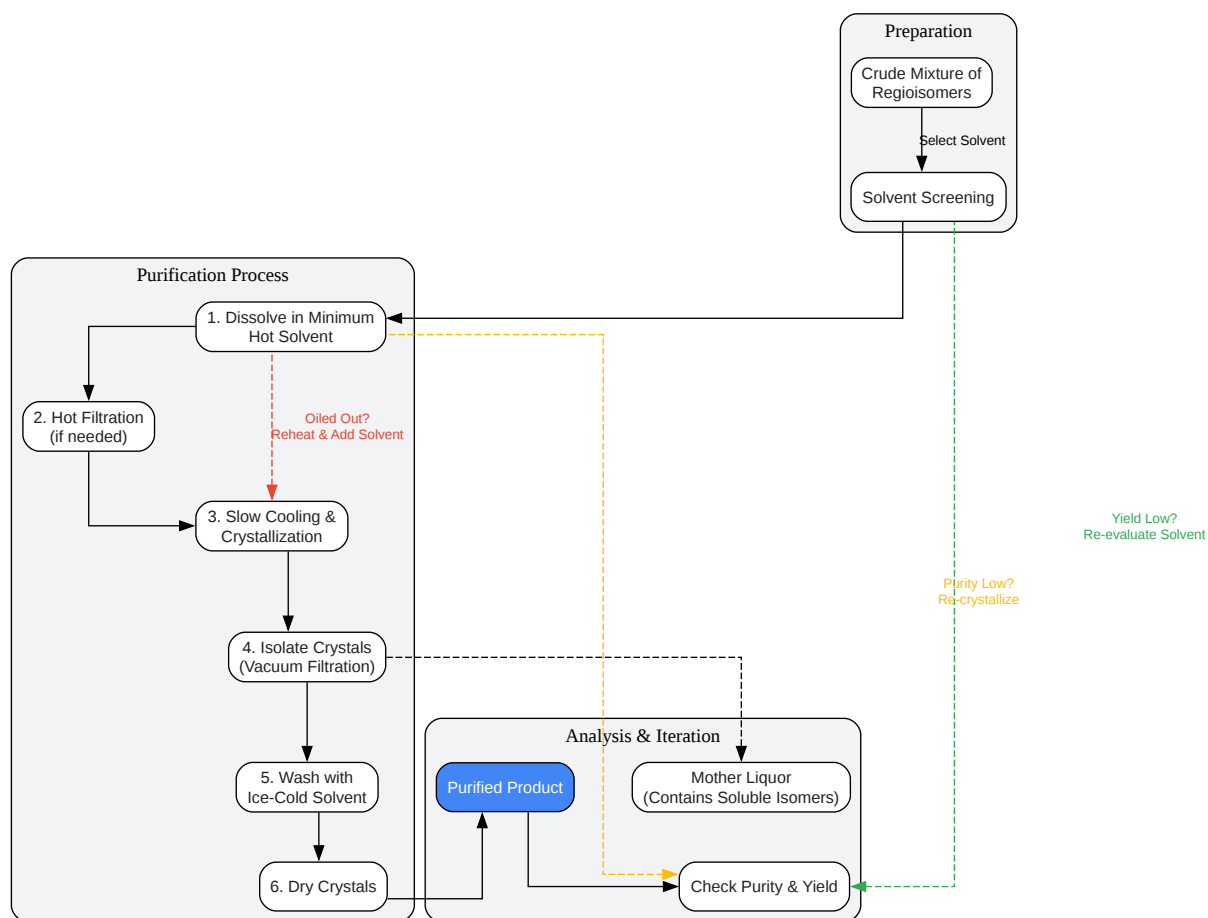 Preparation
Crude Mixture of
Regioisomers
Select Solvent
Solvent Screening
Purification Process
1. Dissolve in Minimum
Hot Solvent
2. Hot Filtration
(if needed)
Oiled Out?
Reheat & Add Solvent
3. Slow Cooling &
Crystallization
Yield Low?
Re-evaluate Solvent
Purity Low?
Re-crystallize
4. Isolate Crystals
(Vacuum Filtration)
Analysis & Iteration
5. Wash with
Ice-Cold Solvent
Purified Product
Mother Liquor
(Contains Soluble Isomers)
6. Dry Crystals
Check Purity & Yield